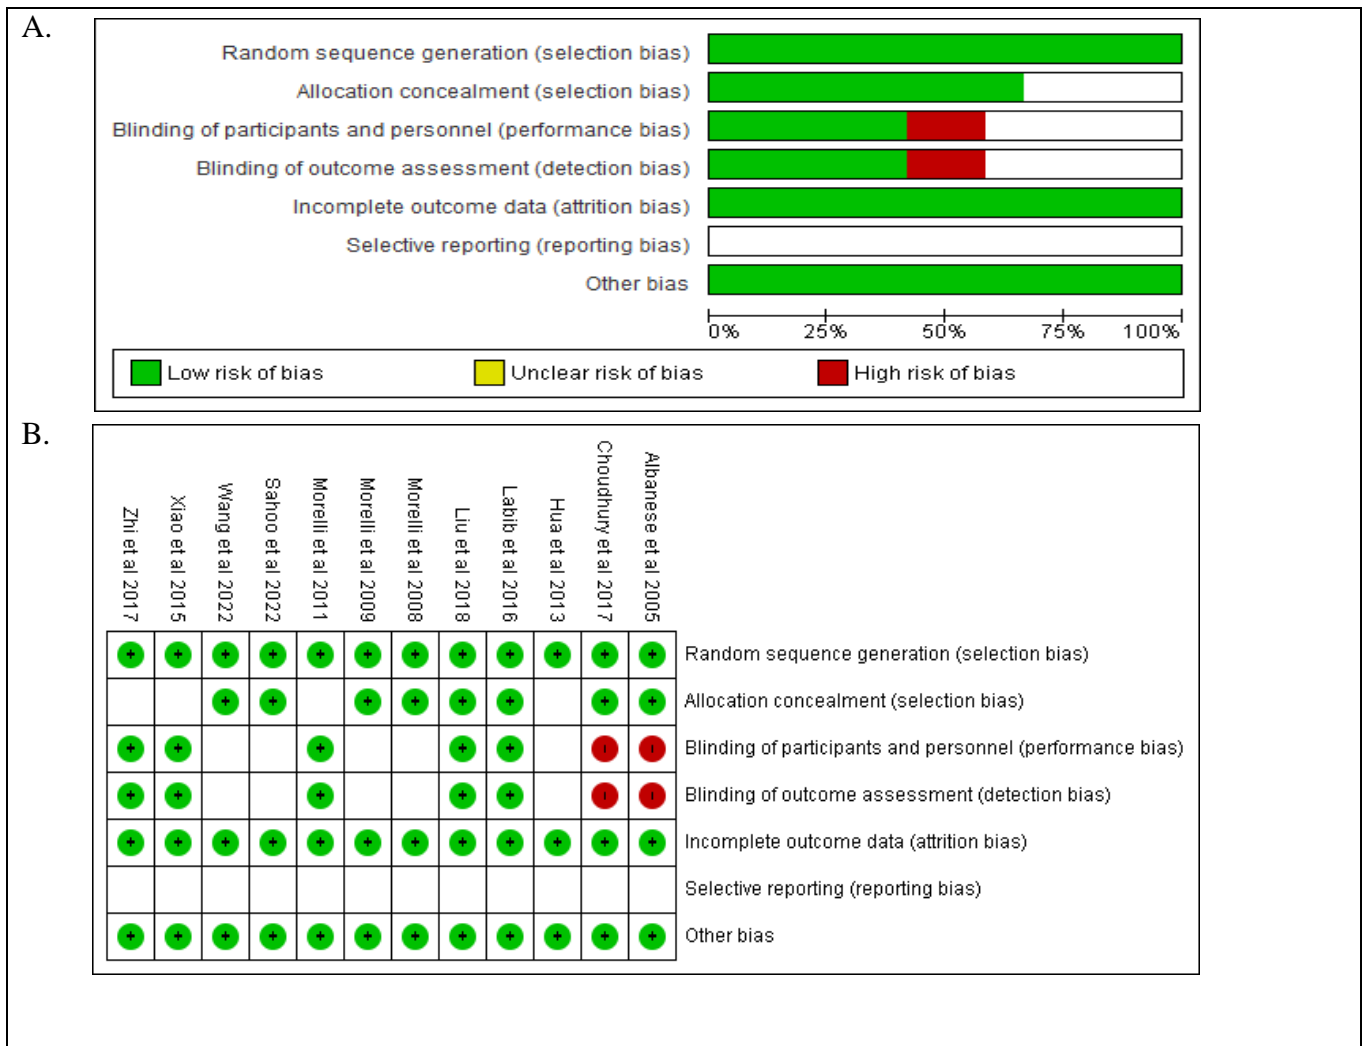 A.
Random sequence generation (selection bias)
Allocation concealment (selection bias)
Blinding of participants and personnel (performance bias)
Blinding of outcome assessment (detection bias)
Incomplete outcome data (attrition bias)
Selective reporting (reporting bias)
Other bias
0% 25% 50% 75% 100%
Low risk of bias Unclear risk of bias High risk of bias
B.
Zhi et al 2017
Xiao et al 2015
Wang et al 2022
Sahoo et al 2022
Morelli et al 2011
Morelli et al 2009
Morelli et al 2008
Liu et al 2018
Labib et al 2016
Hua et al 2013
Choudhury et al 2017
Albanese et al 2005
+ + + + + + + + + + + + Random sequence generation (selection bias)
+ + + + + + + + Allocation concealment (selection bias)
+ + + + + - - Blinding of participants and personnel (performance bias)
+ + + + + - - Blinding of outcome assessment (detection bias)
+ + + + + + + + + + + + Incomplete outcome data (attrition bias)
Selective reporting (reporting bias)
+ + + + + + + + + + + + Other bias